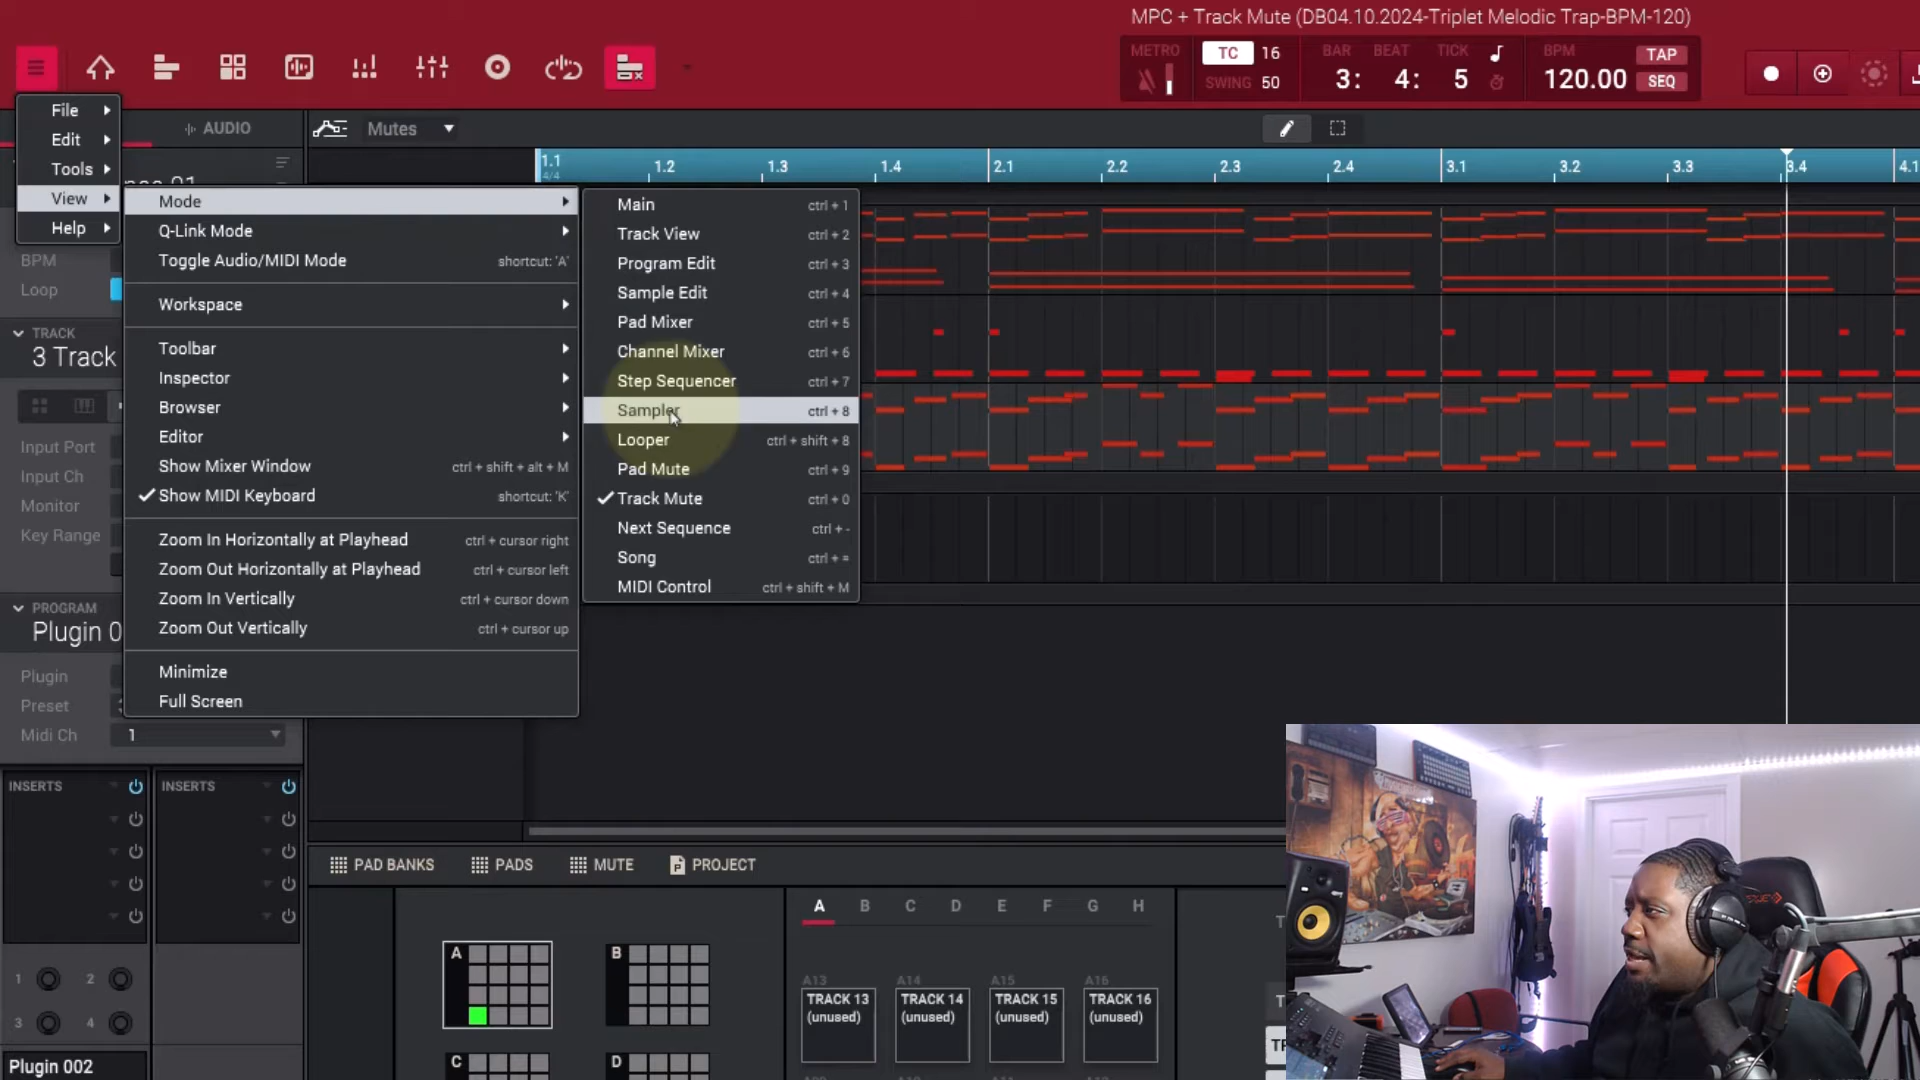 MPC + Track Mute (DB04.10.2024-Triplet Melodic Trap-BPM-120)
METRO
TC 16
SWING 50
BAR BEAT TICK
3: 4: 5
BPM
120.00
TAP
SEQ
File
Edit
Tools
View
Help
AUDIO
Mutes
1.1
4/4
1.2
1.3
1.4
2.1
2.2
2.3
2.4
3.1
3.2
3.3
3.4
4.1
Mode
Q-Link Mode
Toggle Audio/MIDI Mode shortcut: 'A'
Workspace
Toolbar
Inspector
Browser
Editor
Show Mixer Window ctrl + shift + alt + M
Show MIDI Keyboard shortcut: 'K'
Zoom In Horizontally at Playhead ctrl + cursor right
Zoom Out Horizontally at Playhead ctrl + cursor left
Zoom In Vertically ctrl + cursor down
Zoom Out Vertically ctrl + cursor up
Minimize
Full Screen
Main ctrl + 1
Track View ctrl + 2
Program Edit ctrl + 3
Sample Edit ctrl + 4
Pad Mixer ctrl + 5
Channel Mixer ctrl + 6
Step Sequencer ctrl + 7
Sampler ctrl + 8
Looper ctrl + shift + 8
Pad Mute ctrl + 9
Track Mute ctrl + 0
Next Sequence ctrl + -
Song ctrl + =
MIDI Control ctrl + shift + M
BPM
Loop
TRACK
3 Track
Input Port
Input Ch
Monitor
Key Range
PROGRAM
Plugin 0
Plugin
Preset
Midi Ch 1
INSERTS
INSERTS
1 2
3 4
Plugin 002
PAD BANKS
PADS
MUTE
PROJECT
A
B
C
D
A B C D E F G H
A13
TRACK 13
(unused)
A14
TRACK 14
(unused)
A15
TRACK 15
(unused)
A16
TRACK 16
(unused)